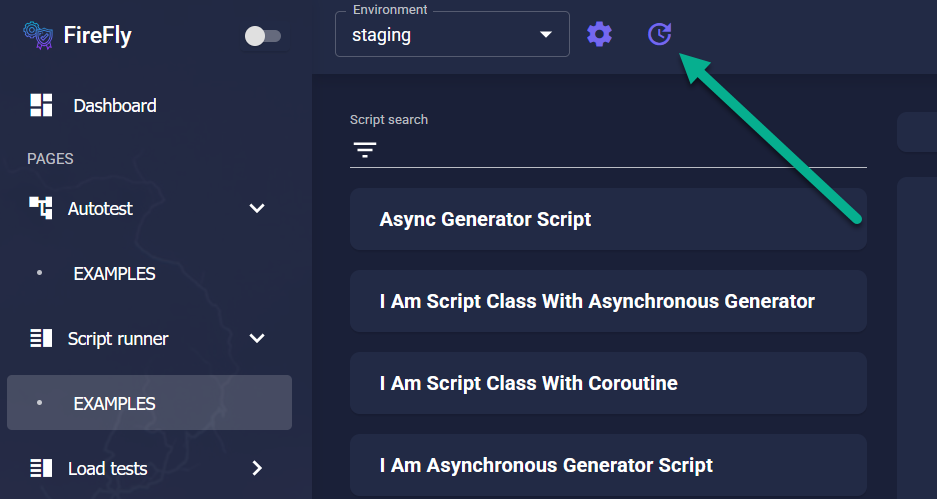 FireFly
Environment
staging
Dashboard
PAGES
Script search
Autotest
Async Generator Script
EXAMPLES
I Am Script Class With Asynchronous Generator
Script runner
I Am Script Class With Coroutine
EXAMPLES
Load tests
I Am Asynchronous Generator Script